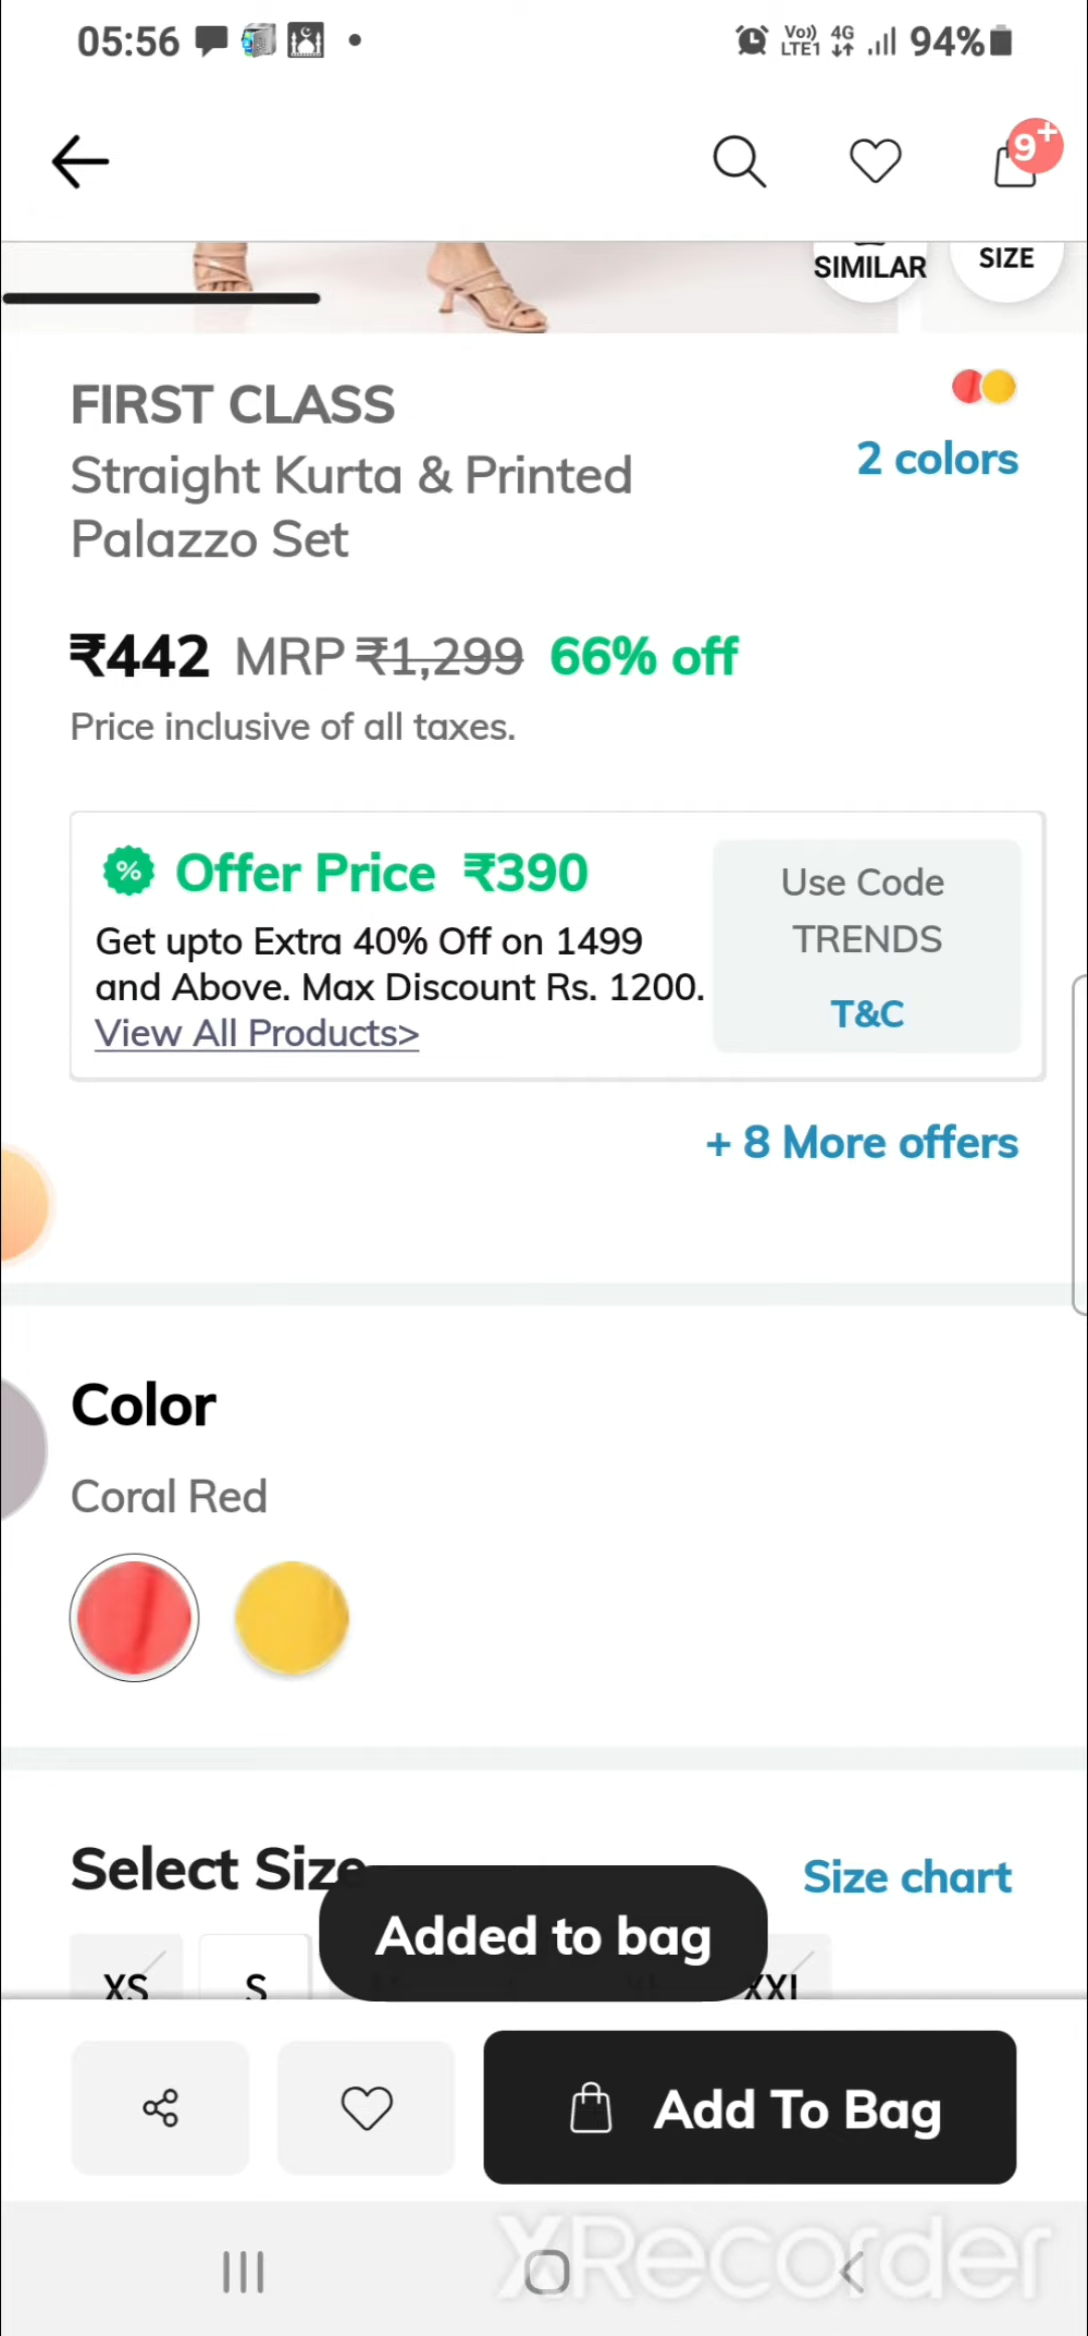 05:56
Vo)) LTE1 4G 94%
9+
SIMILAR
SIZE
FIRST CLASS
Straight Kurta & Printed
Palazzo Set
2 colors
₹442 MRP ₹1,299 66% off
Price inclusive of all taxes.
% Offer Price ₹390
Get upto Extra 40% Off on 1499
and Above. Max Discount Rs. 1200.
View All Products>
Use Code
TRENDS
T&C
+ 8 More offers
Color
Coral Red
Select Size
Size chart
Added to bag
XS S XXL
Add To Bag
XRecorder